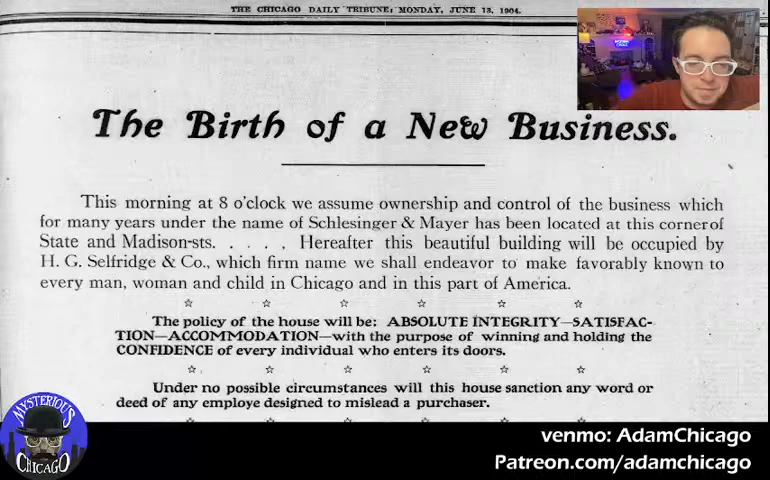 THE CHICAGO DAILY TRIBUNE: MONDAY, JUNE 13, 1904.
The Birth of a New Business.
This morning at 8 o'clock we assume ownership and control of the business which
for many years under the name of Schlesinger & Mayer has been located at this corner of
State and Madison-sts. . . . . Hereafter this beautiful building will be occupied by
H. G. Selfridge & Co., which firm name we shall endeavor to make favorably known to
every man, woman and child in Chicago and in this part of America.
The policy of the house will be: ABSOLUTE INTEGRITY—SATISFAC-
TION—ACCOMMODATION—with the purpose of winning and holding the
CONFIDENCE of every individual who enters its doors.
Under no possible circumstances will this house sanction any word or
deed of any employe designed to mislead a purchaser.
MYSTERIOUS
CHICAGO
venmo: AdamChicago
Patreon.com/adamchicago